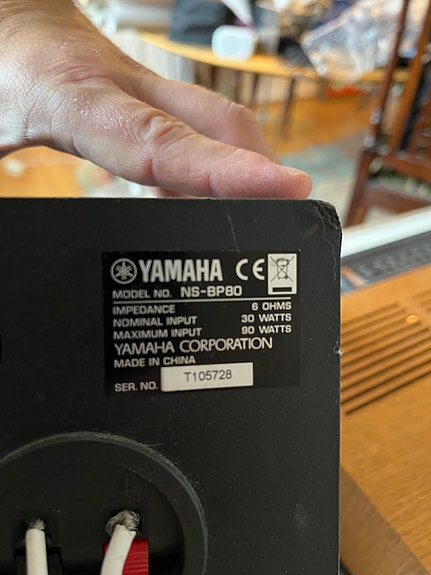 YAMAHA CE
MODEL NO. NS-BP80
IMPEDANCE 6 OHMS
NOMINAL INPUT 30 WATTS
MAXIMUM INPUT 90 WATTS
YAMAHA CORPORATION
MADE IN CHINA
SER. NO. T105728